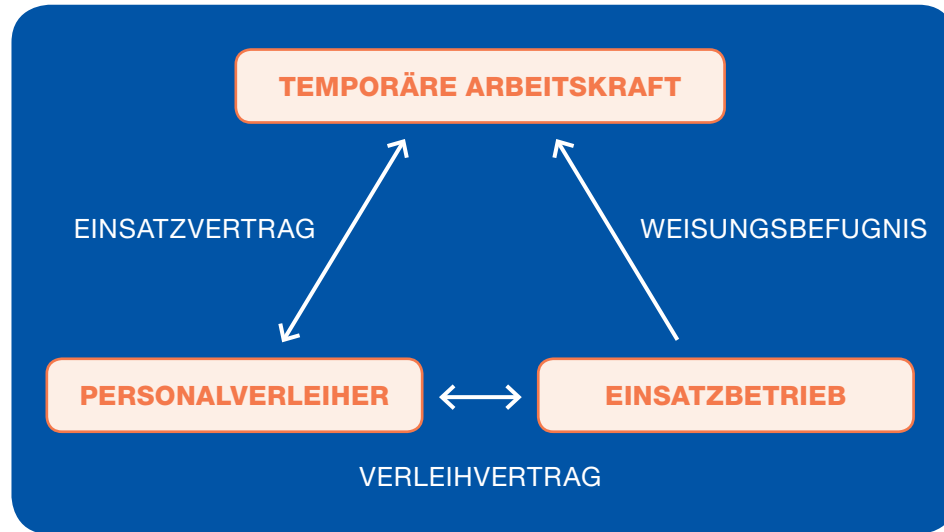 TEMPORÄRE ARBEITSKRAFT
EINSATZVERTRAG
WEISUNGSBEFUGNIS
PERSONALVERLEIHER
EINSATZBETRIEB
VERLEIHVERTRAG